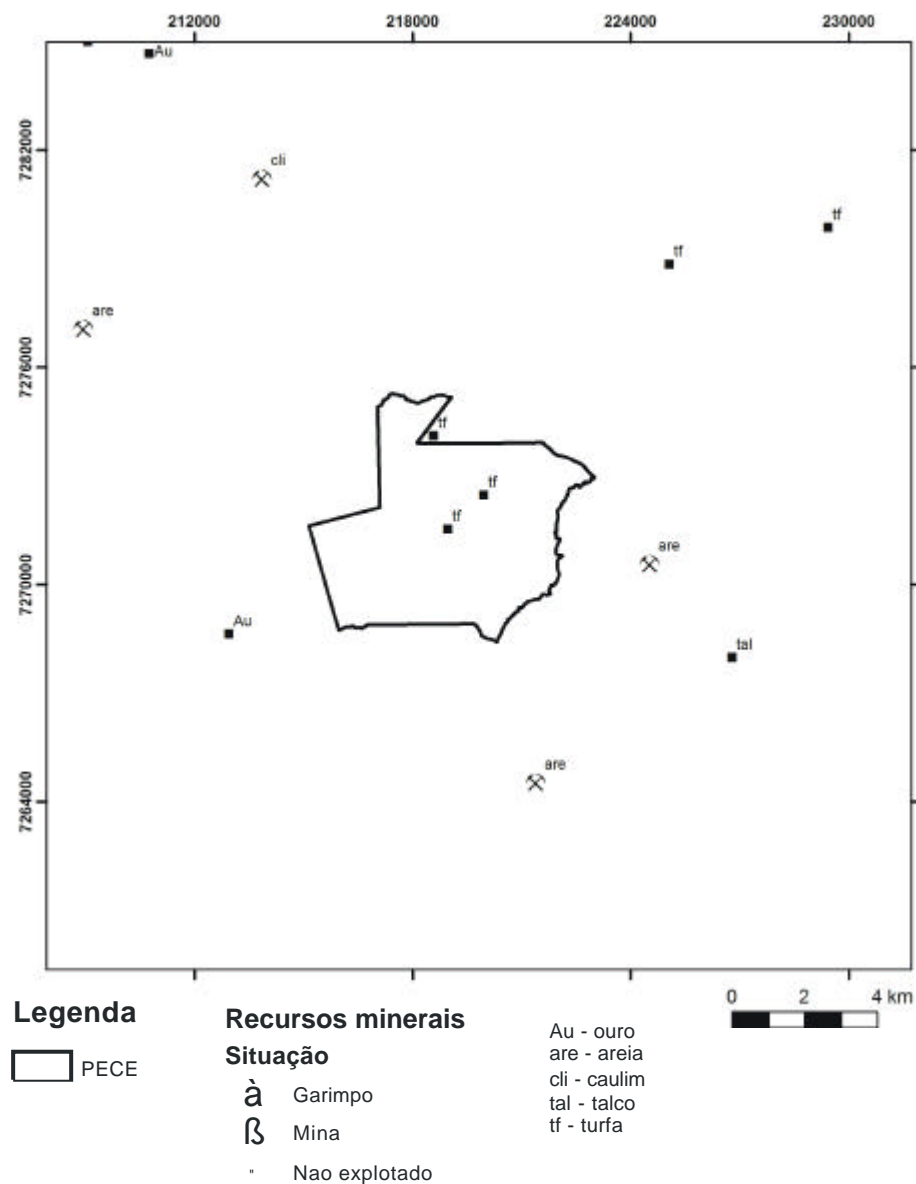 212000 218000 224000 230000
Au
7282000
cli
tf
tf
are
7276000
tf
tf
tf
are
7270000
Au
tal
are
7264000
Legenda
PECE
Recursos minerais
Situação
à Garimpo
ß Mina
" Nao explotado
0 2 4 km
Au - ouro
are - areia
cli - caulim
tal - talco
tf - turfa